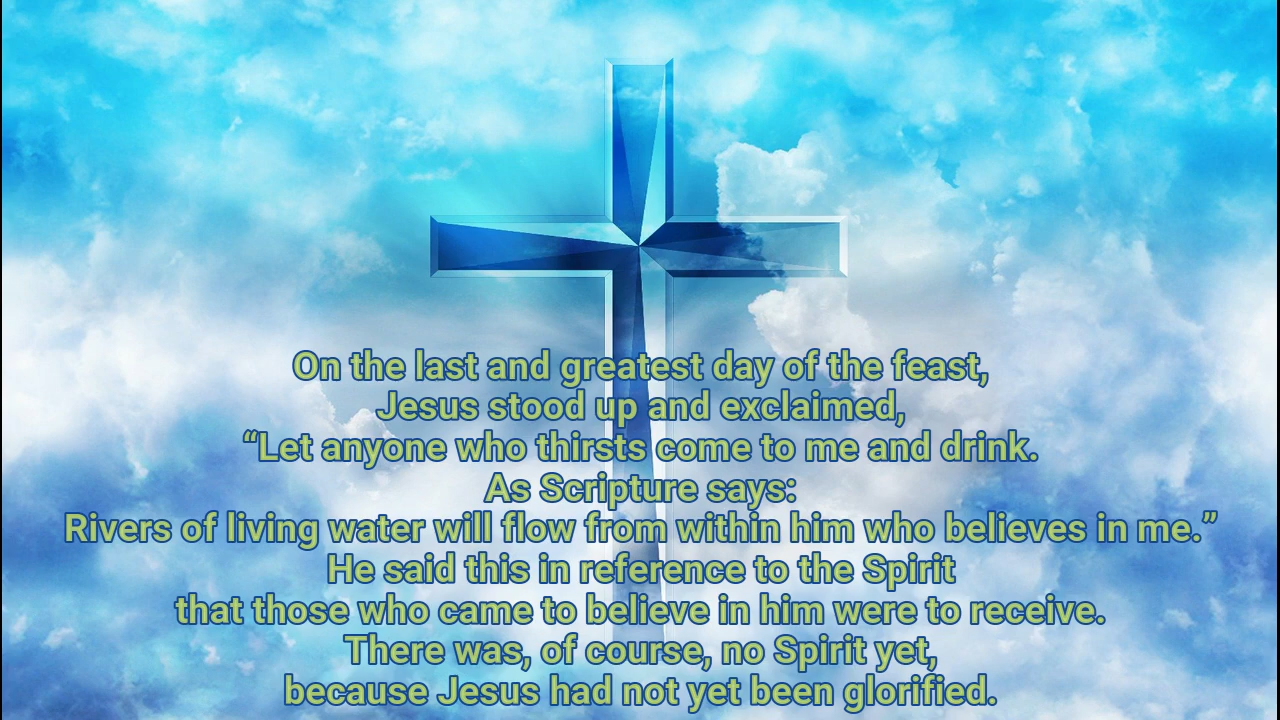 On the last and greatest day of the feast,
Jesus stood up and exclaimed,
“Let anyone who thirsts come to me and drink.
As Scripture says:
Rivers of living water will flow from within him who believes in me.”
He said this in reference to the Spirit
that those who came to believe in him were to receive.
There was, of course, no Spirit yet,
because Jesus had not yet been glorified.